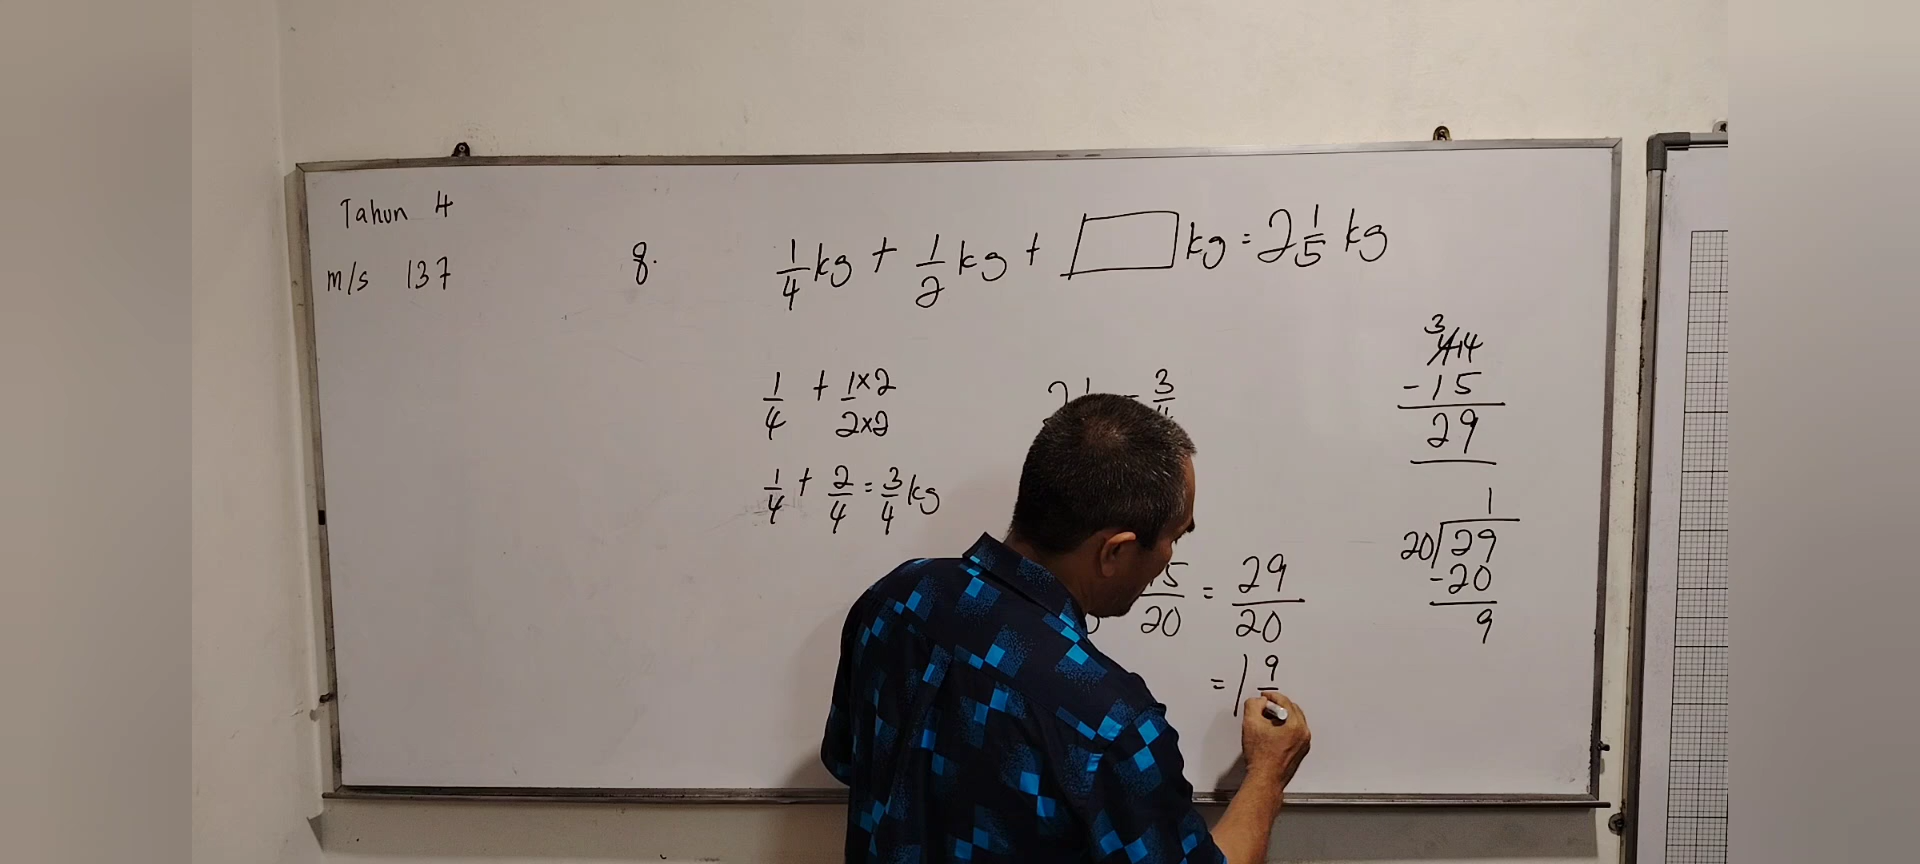 Tahun 4
m/s 137
8. 1/4 kg + 1/2 kg + □ kg = 2 1/5 kg
1/4 + 1×2/2×2
1/4 + 2/4 = 3/4 kg
- 3/4
15/20 = 29/20
= 1 9
3 14
44
- 15
29
1
20 29
- 20
9